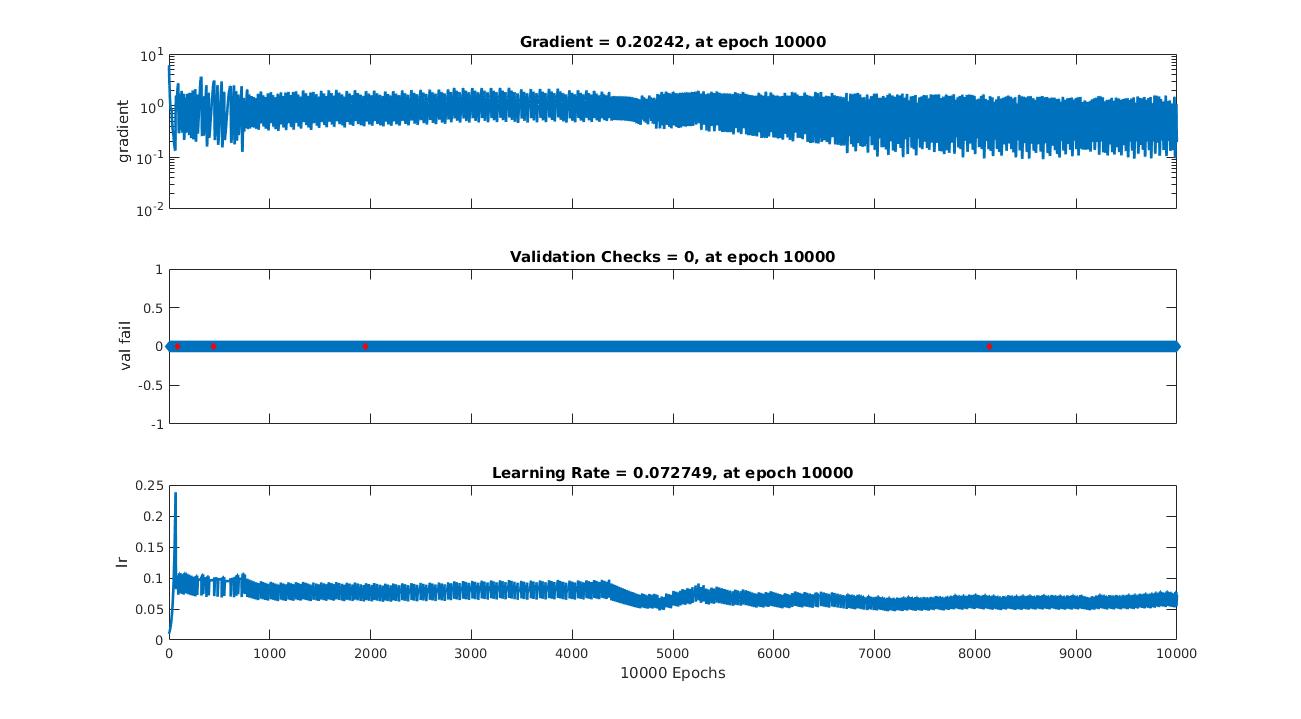 Gradient = 0.20242, at epoch 10000
10^1
10^0
10^-1
10^-2
gradient
Validation Checks = 0, at epoch 10000
1
0.5
0
-0.5
-1
val fail
Learning Rate = 0.072749, at epoch 10000
0.25
0.2
0.15
0.1
0.05
0
lr
0 1000 2000 3000 4000 5000 6000 7000 8000 9000 10000
10000 Epochs